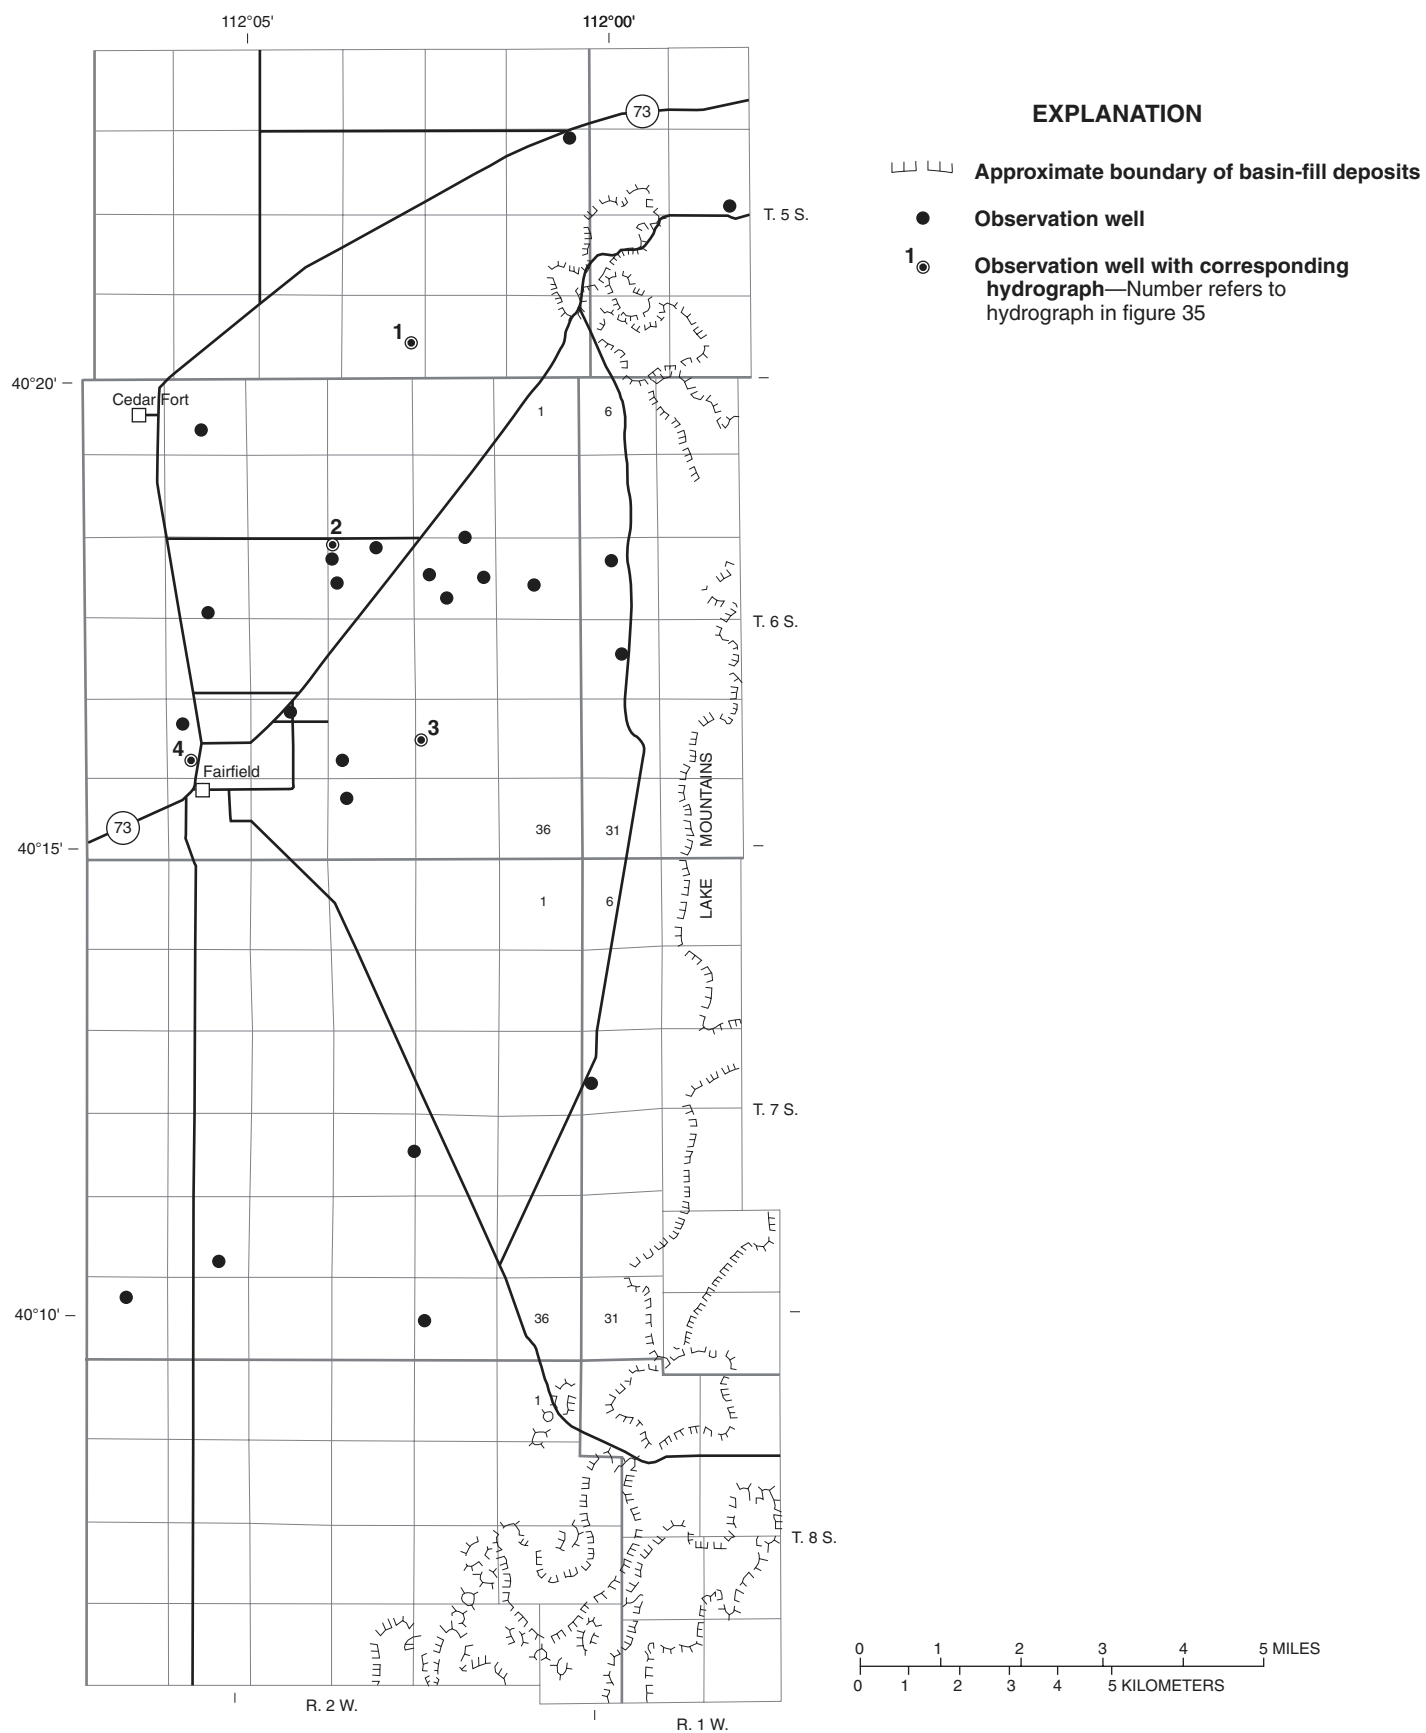 112°05'
112°00'
73
EXPLANATION
Approximate boundary of basin-fill deposits
T. 5 S.
Observation well
1
Observation well with corresponding
hydrograph—Number refers to
hydrograph in figure 35
1
40°20'
Cedar Fort
1
6
2
T. 6 S.
3
4
Fairfield
LAKE MOUNTAINS
73
36
31
40°15'
1
6
T. 7 S.
40°10'
36
31
1
T. 8 S.
0 1 2 3 4 5 MILES
0 1 2 3 4 5 KILOMETERS
R. 2 W.
R. 1 W.